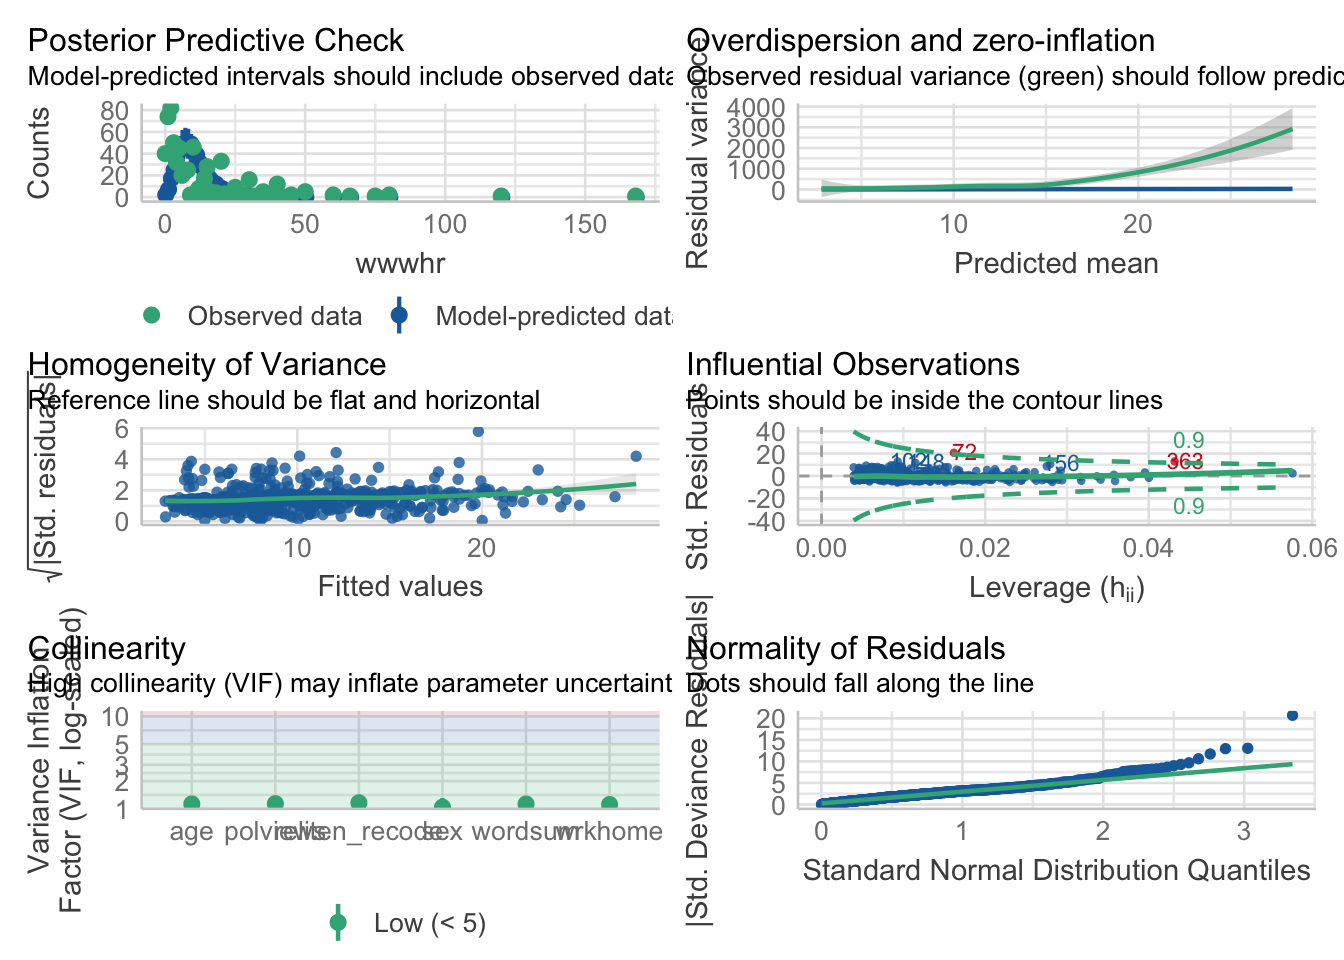 Posterior Predictive Check
Model-predicted intervals should include observed data
Counts
80
60
40
20
0
0 50 100 150
wwwhr
Observed data Model-predicted data
Overdispersion and zero-inflation
Observed residual variance (green) should follow predic
Residual variance
4000
3000
2000
1000
0
10 20
Predicted mean
Homogeneity of Variance
Reference line should be flat and horizontal
√|Std. residuals|
6
4
2
0
10 20
Fitted values
Influential Observations
Points should be inside the contour lines
Std. Residuals
40
20
0
-20
-40
0.9
72
156
363
0.9
0.00 0.02 0.04 0.06
Leverage (hii)
Collinearity
High collinearity (VIF) may inflate parameter uncertaint
Variance Inflation
Factor (VIF, log-scaled)
10
5
3
2
1
age polviews reliten_recode sex wordsum wrkhome
Low (< 5)
Normality of Residuals
Dots should fall along the line
|Std. Deviance Residuals|
20
15
10
5
0
0 1 2 3
Standard Normal Distribution Quantiles